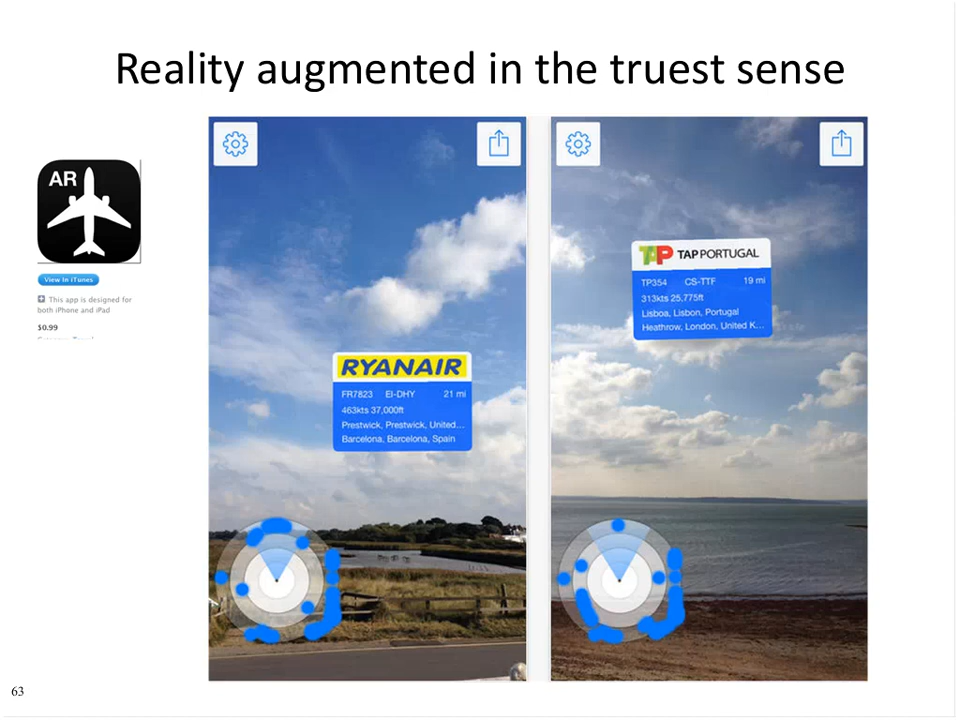 Reality augmented in the truest sense
AR
View In iTunes
This app is designed for
both iPhone and iPad
$0.99
RYANAIR
FR7823 EI-DHY 21 mi
463kts 37,000ft
Prestwick, Prestwick, United...
Barcelona, Barcelona, Spain
TAP TAP PORTUGAL
TP354 CS-TTF 19 mi
313kts 25,775ft
Lisboa, Lisbon, Portugal
Heathrow, London, United K...
63